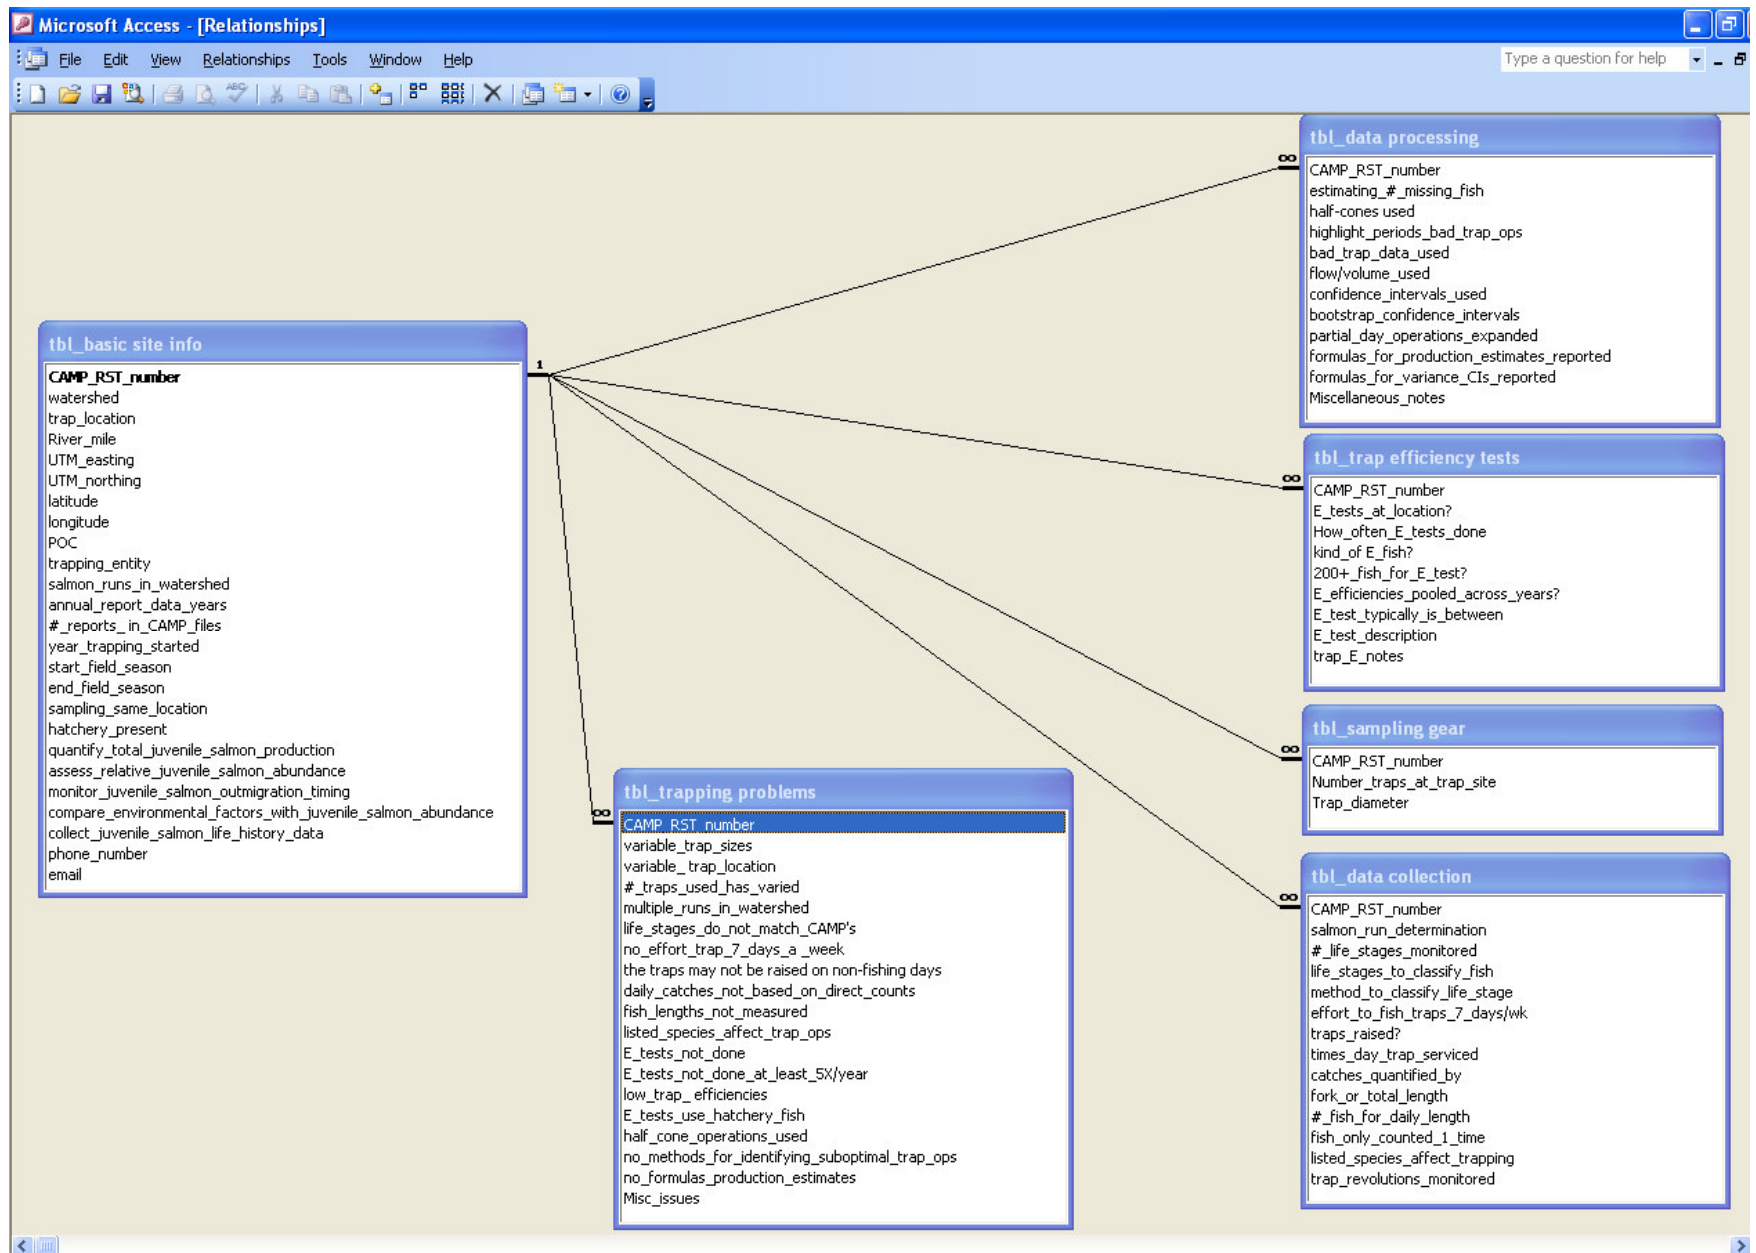 Microsoft Access - [Relationships]
File Edit View Relationships Tools Window Help
Type a question for help
tbl_basic site info
1
CAMP_RST_number
watershed
trap_location
River_mile
UTM_easting
UTM_northing
latitude
longitude
POC
trapping_entity
salmon_runs_in_watershed
annual_report_data_years
#_reports_ in_CAMP_files
year_trapping_started
start_field_season
end_field_season
sampling_same_location
hatchery_present
quantify_total_juvenile_salmon_production
assess_relative_juvenile_salmon_abundance
monitor_juvenile_salmon_outmigration_timing
compare_environmental_factors_with_juvenile_salmon_abundance
collect_juvenile_salmon_life_history_data
phone_number
email
tbl_trapping problems
∞
CAMP_RST_number
variable_trap_sizes
variable_ trap_location
#_traps_used_has_varied
multiple_runs_in_watershed
life_stages_do_not_match_CAMP's
no_effort_trap_7_days_a _week
the traps may not be raised on non-fishing days
daily_catches_not_based_on_direct_counts
fish_lengths_not_measured
listed_species_affect_trap_ops
E_tests_not_done
E_tests_not_done_at_least_5X/year
low_trap_ efficiencies
E_tests_use_hatchery_fish
half_cone_operations_used
no_methods_for_identifying_suboptimal_trap_ops
no_formulas_production_estimates
Misc_issues
tbl_data processing
∞
CAMP_RST_number
estimating_#_missing_fish
half-cones used
highlight_periods_bad_trap_ops
bad_trap_data_used
flow/volume_used
confidence_intervals_used
bootstrap_confidence_intervals
partial_day_operations_expanded
formulas_for_production_estimates_reported
formulas_for_variance_CIs_reported
Miscellaneous_notes
tbl_trap efficiency tests
∞
CAMP_RST_number
E_tests_at_location?
How_often_E_tests_done
kind_of E_fish?
200+_fish_for_E_test?
E_efficiencies_pooled_across_years?
E_test_typically_is_between
E_test_description
trap_E_notes
tbl_sampling gear
∞
CAMP_RST_number
Number_traps_at_trap_site
Trap_diameter
tbl_data collection
∞
CAMP_RST_number
salmon_run_determination
#_life_stages_monitored
life_stages_to_classify_fish
method_to_classify_life_stage
effort_to_fish_traps_7_days/wk
traps_raised?
times_day_trap_serviced
catches_quantified_by
fork_or_total_length
#_fish_for_daily_length
fish_only_counted_1_time
listed_species_affect_trapping
trap_revolutions_monitored